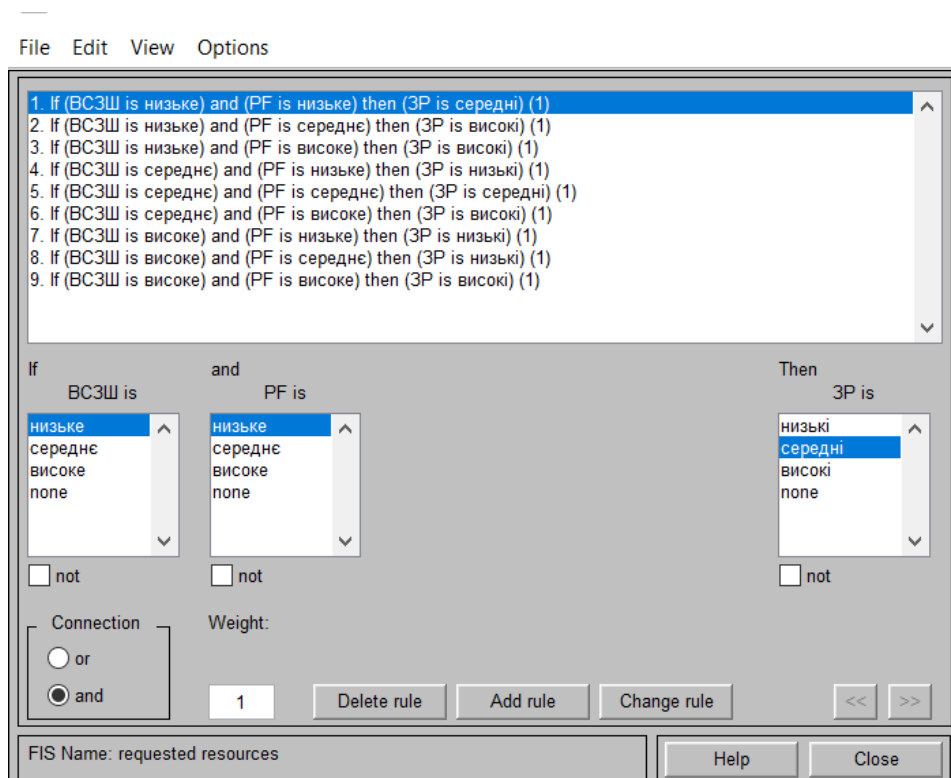 File Edit View Options
1. If (ВСЗШ is низьке) and (PF is низьке) then (ЗР is середні) (1)
2. If (ВСЗШ is низьке) and (PF is середнє) then (ЗР is високі) (1)
3. If (ВСЗШ is низьке) and (PF is високе) then (ЗР is високі) (1)
4. If (ВСЗШ is середнє) and (PF is низьке) then (ЗР is низькі) (1)
5. If (ВСЗШ is середнє) and (PF is середнє) then (ЗР is середні) (1)
6. If (ВСЗШ is середнє) and (PF is високе) then (ЗР is високі) (1)
7. If (ВСЗШ is високе) and (PF is низьке) then (ЗР is низькі) (1)
8. If (ВСЗШ is високе) and (PF is середнє) then (ЗР is низькі) (1)
9. If (ВСЗШ is високе) and (PF is високе) then (ЗР is високі) (1)
If and Then
ВСЗШ is PF is ЗР is
низьке низьке низькі
середнє середнє середні
високе високе високі
none none none
not not not
Connection Weight:
or
and 1 Delete rule Add rule Change rule << >>
FIS Name: requested resources Help Close